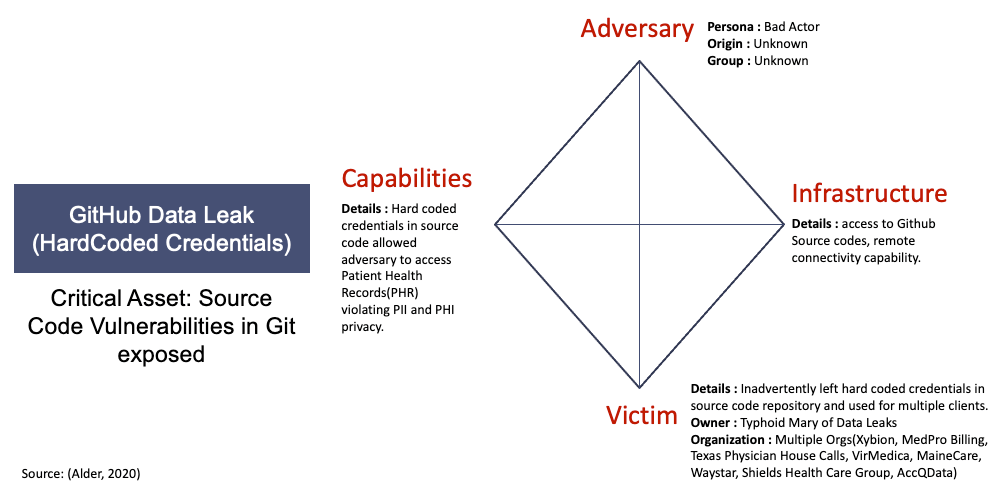 Adversary
Persona : Bad Actor
Origin : Unknown
Group : Unknown
Capabilities
Details : Hard coded
credentials in source
code allowed
adversary to access
Patient Health
Records(PHR)
violating PII and PHI
privacy.
Infrastructure
Details : access to Github
Source codes, remote
connectivity capability.
GitHub Data Leak
(HardCoded Credentials)
Critical Asset: Source
Code Vulnerabilities in Git
exposed
Victim
Details : Inadvertently left hard coded credentials in
source code repository and used for multiple clients.
Owner : Typhoid Mary of Data Leaks
Organization : Multiple Orgs(Xybion, MedPro Billing,
Texas Physician House Calls, VirMedica, MaineCare,
Waystar, Shields Health Care Group, AccQData)
Source: (Alder, 2020)